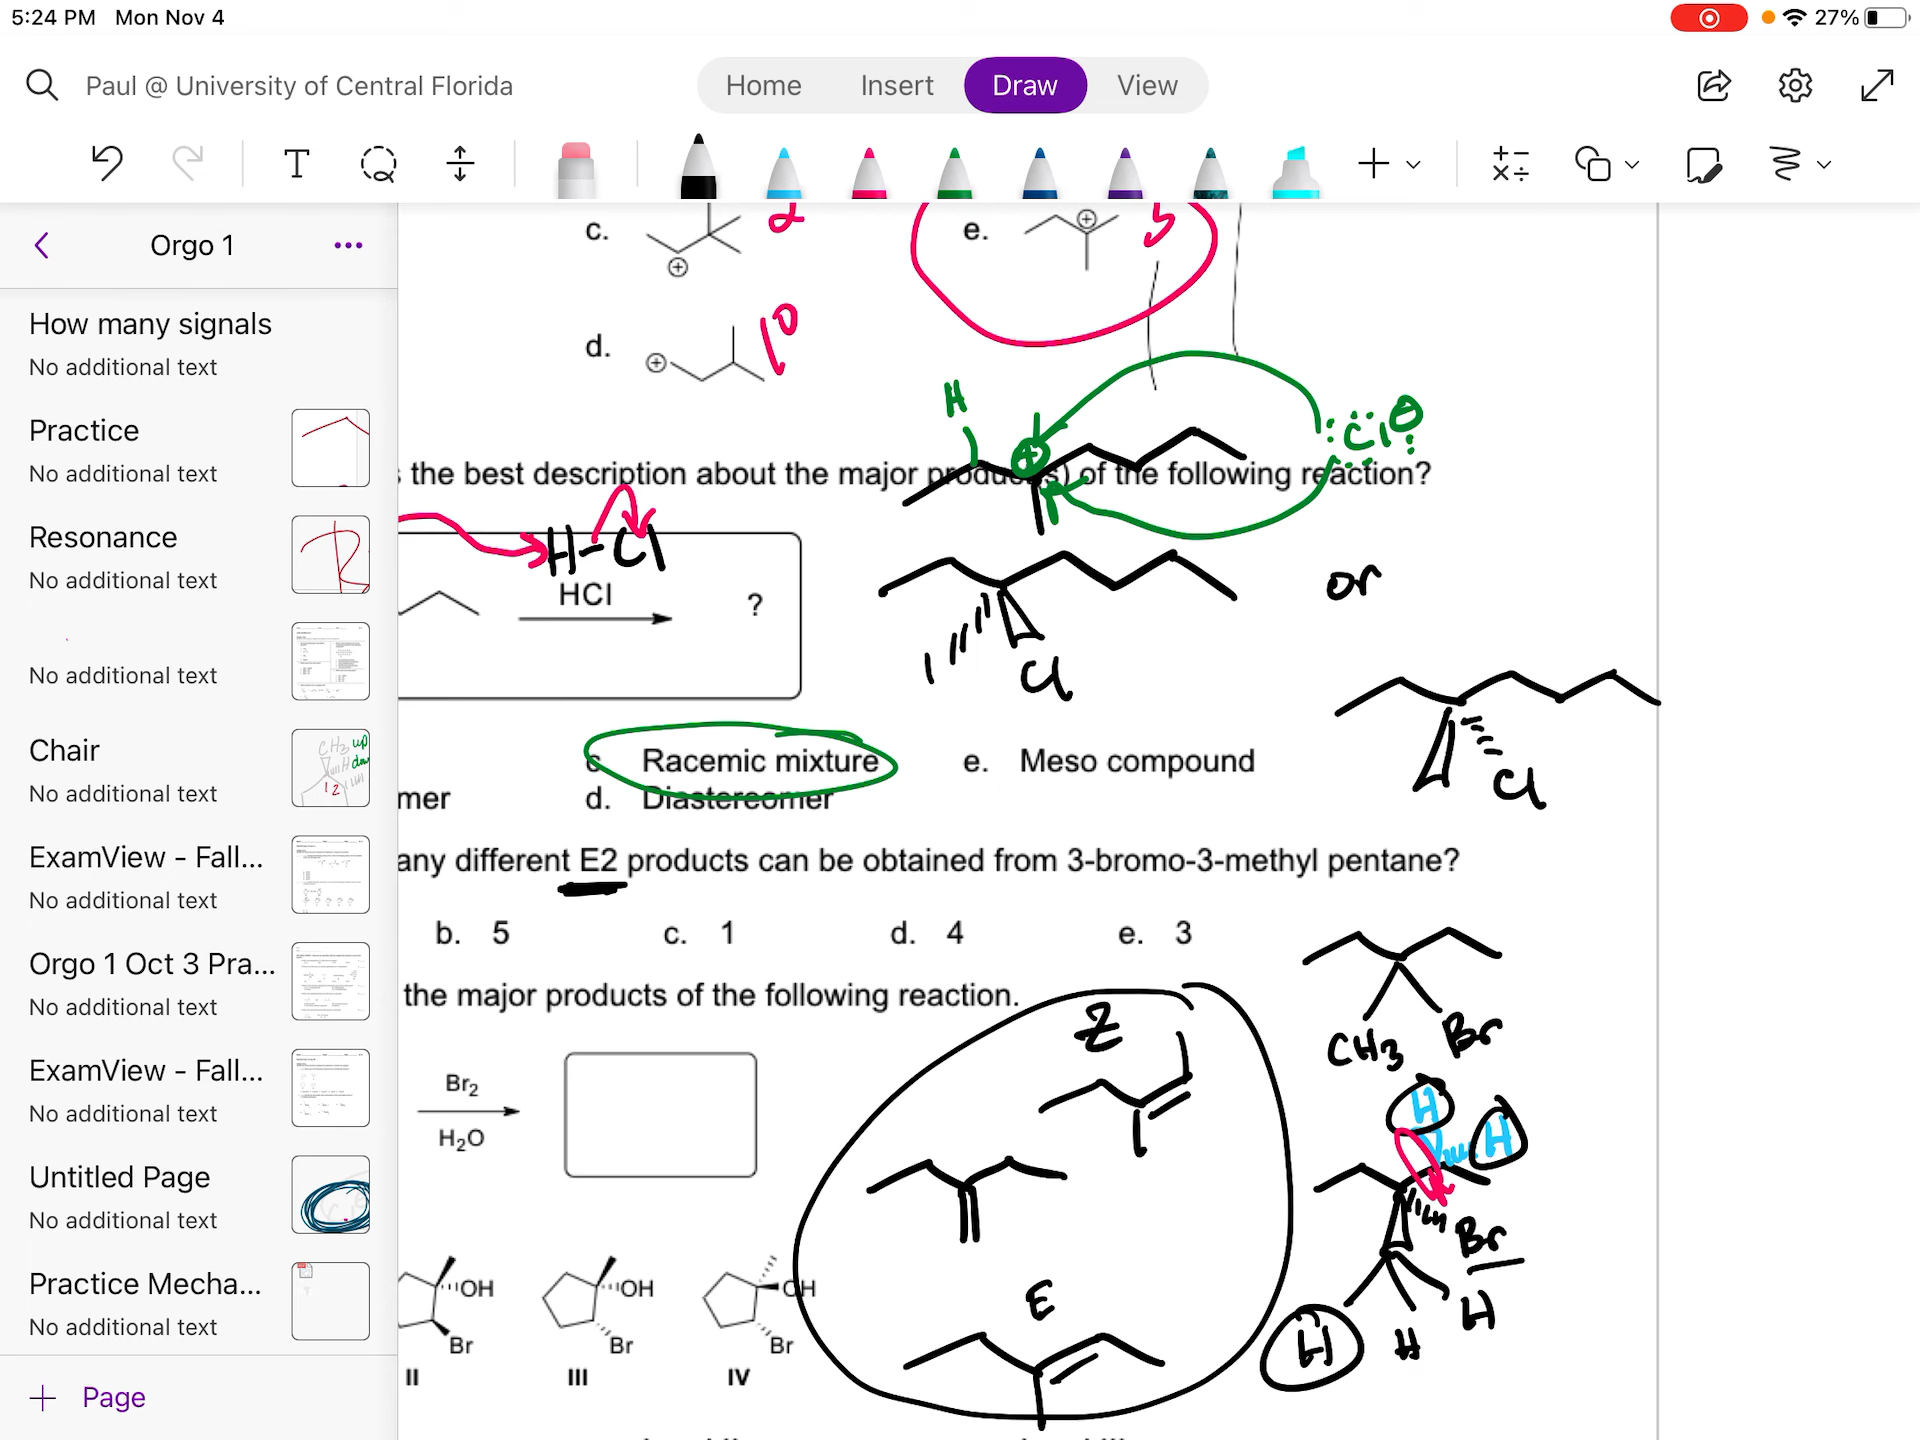 5:24 PM Mon Nov 4
27%
Paul @ University of Central Florida
Home Insert Draw View
T
Orgo 1
How many signals
No additional text
Practice
No additional text
Resonance
No additional text
No additional text
Chair
No additional text
ExamView - Fall...
No additional text
Orgo 1 Oct 3 Pra...
No additional text
ExamView - Fall...
No additional text
Untitled Page
No additional text
Practice Mecha...
No additional text
+ Page
c. 2 e.
d. 1°
H
Cl
the best description about the major product(s) of the following reaction?
H-Cl
HCl
?
Cl
or
Cl
c. Racemic mixture e. Meso compound
mer d. Diastereomer
any different E2 products can be obtained from 3-bromo-3-methyl pentane?
b. 5 c. 1 d. 4 e. 3
CH3 Br
the major products of the following reaction.
Z
Br2
H2O
H
H
Br
H
H
H
E
OH
Br
II
OH
Br
III
OH
Br
IV